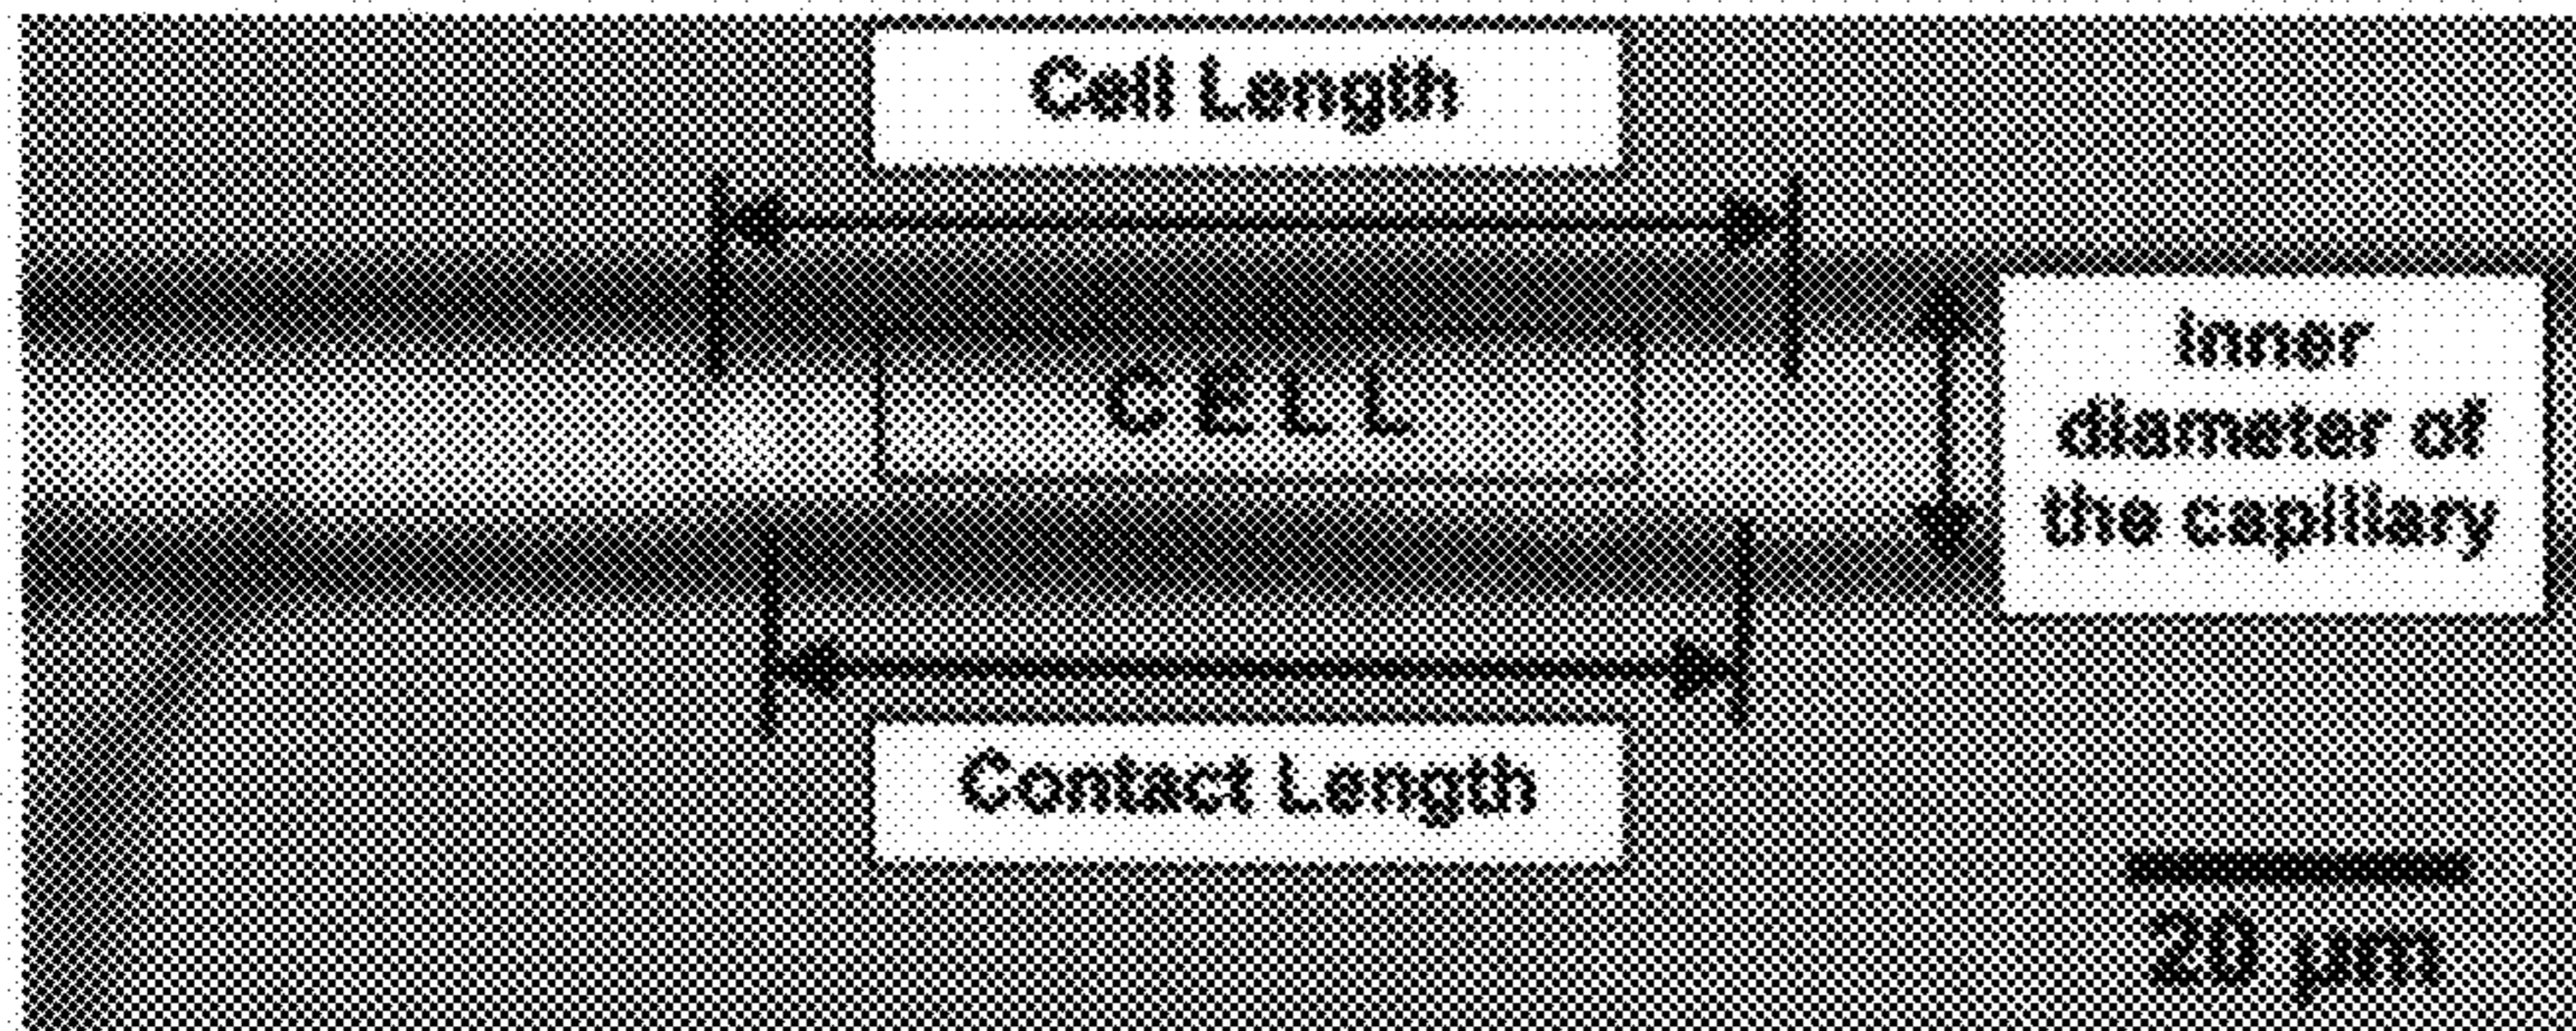 Cell Length
CELL
Inner
diameter of
the capillary
Contact Length
20 µm